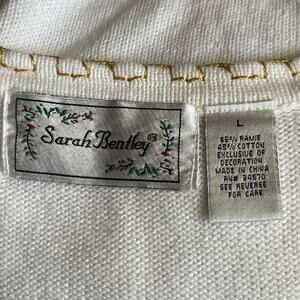 Sarah Bentley®
L
55% RAMIE
45% COTTON
EXCLUSIVE OF
DECORATION
MADE IN CHINA
RN# 34570
SEE REVERSE
FOR CARE